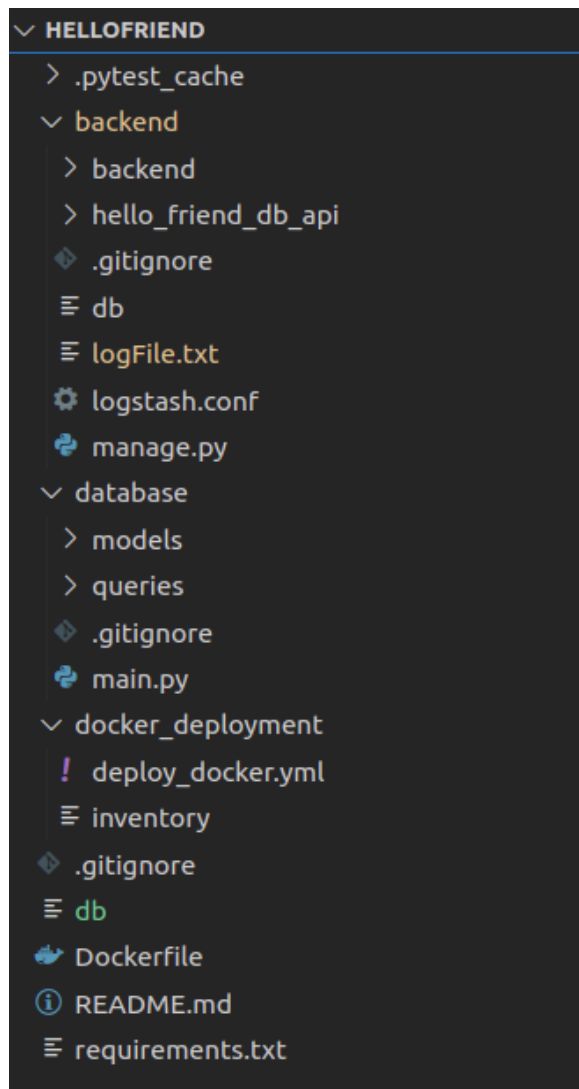 HELLOFRIEND
.pytest_cache
backend
backend
hello_friend_db_api
.gitignore
db
logFile.txt
logstash.conf
manage.py
database
models
queries
.gitignore
main.py
docker_deployment
! deploy_docker.yml
inventory
.gitignore
db
Dockerfile
README.md
requirements.txt